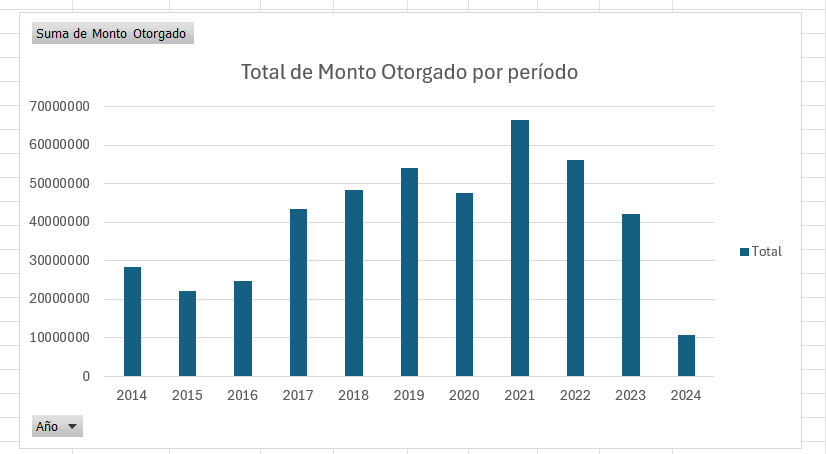 Suma de Monto Otorgado
Total de Monto Otorgado por período
70000000
60000000
50000000
40000000
30000000
20000000
10000000
0
Total
2014 2015 2016 2017 2018 2019 2020 2021 2022 2023 2024
Año